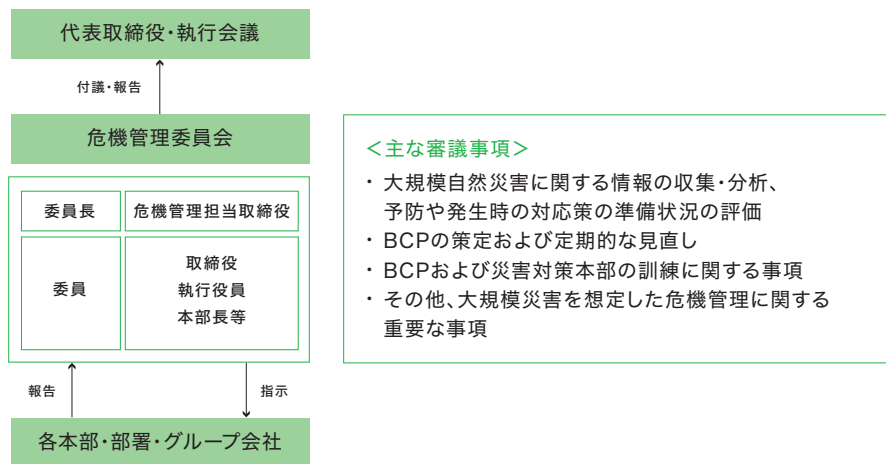 代表取締役・執行会議
付議・報告
危機管理委員会
委員長
危機管理担当取締役
委員
取締役
執行役員
本部長等
報告
指示
各本部・部署・グループ会社
＜主な審議事項＞
・ 大規模自然災害に関する情報の収集・分析、
予防や発生時の対応策の準備状況の評価
・ BCPの策定および定期的な見直し
・ BCPおよび災害対策本部の訓練に関する事項
・ その他、大規模災害を想定した危機管理に関する
重要な事項